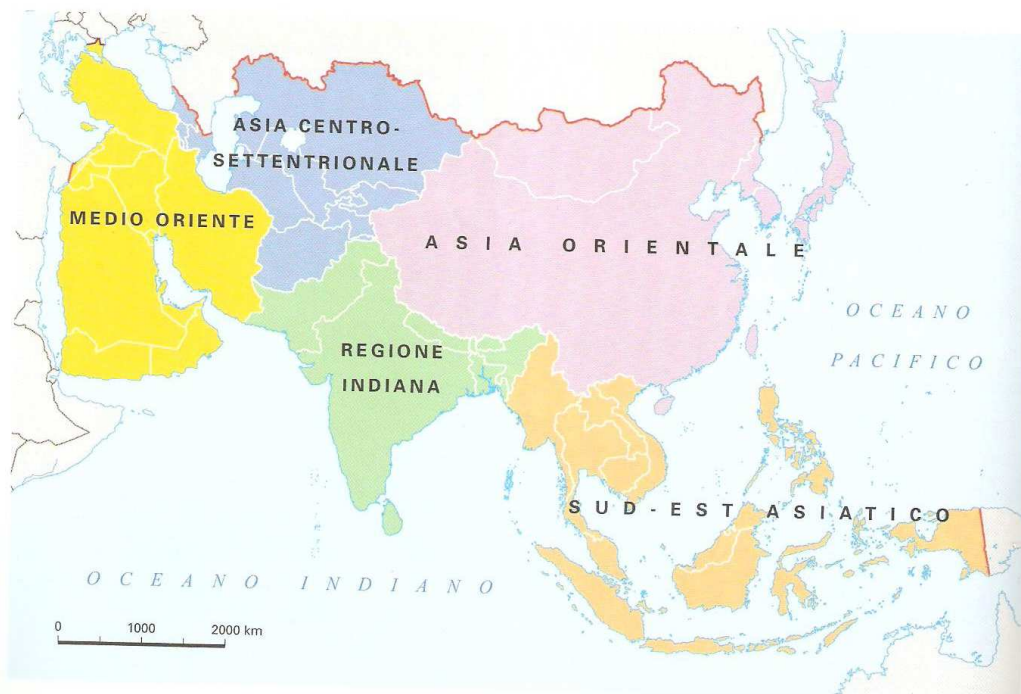 ASIA CENTRO-
SETTENTRIONALE
MEDIO ORIENTE
ASIA ORIENTALE
OCEANO
PACIFICO
REGIONE
INDIANA
SUD-EST ASIATICO
OCEANO INDIANO
0 1000 2000 km